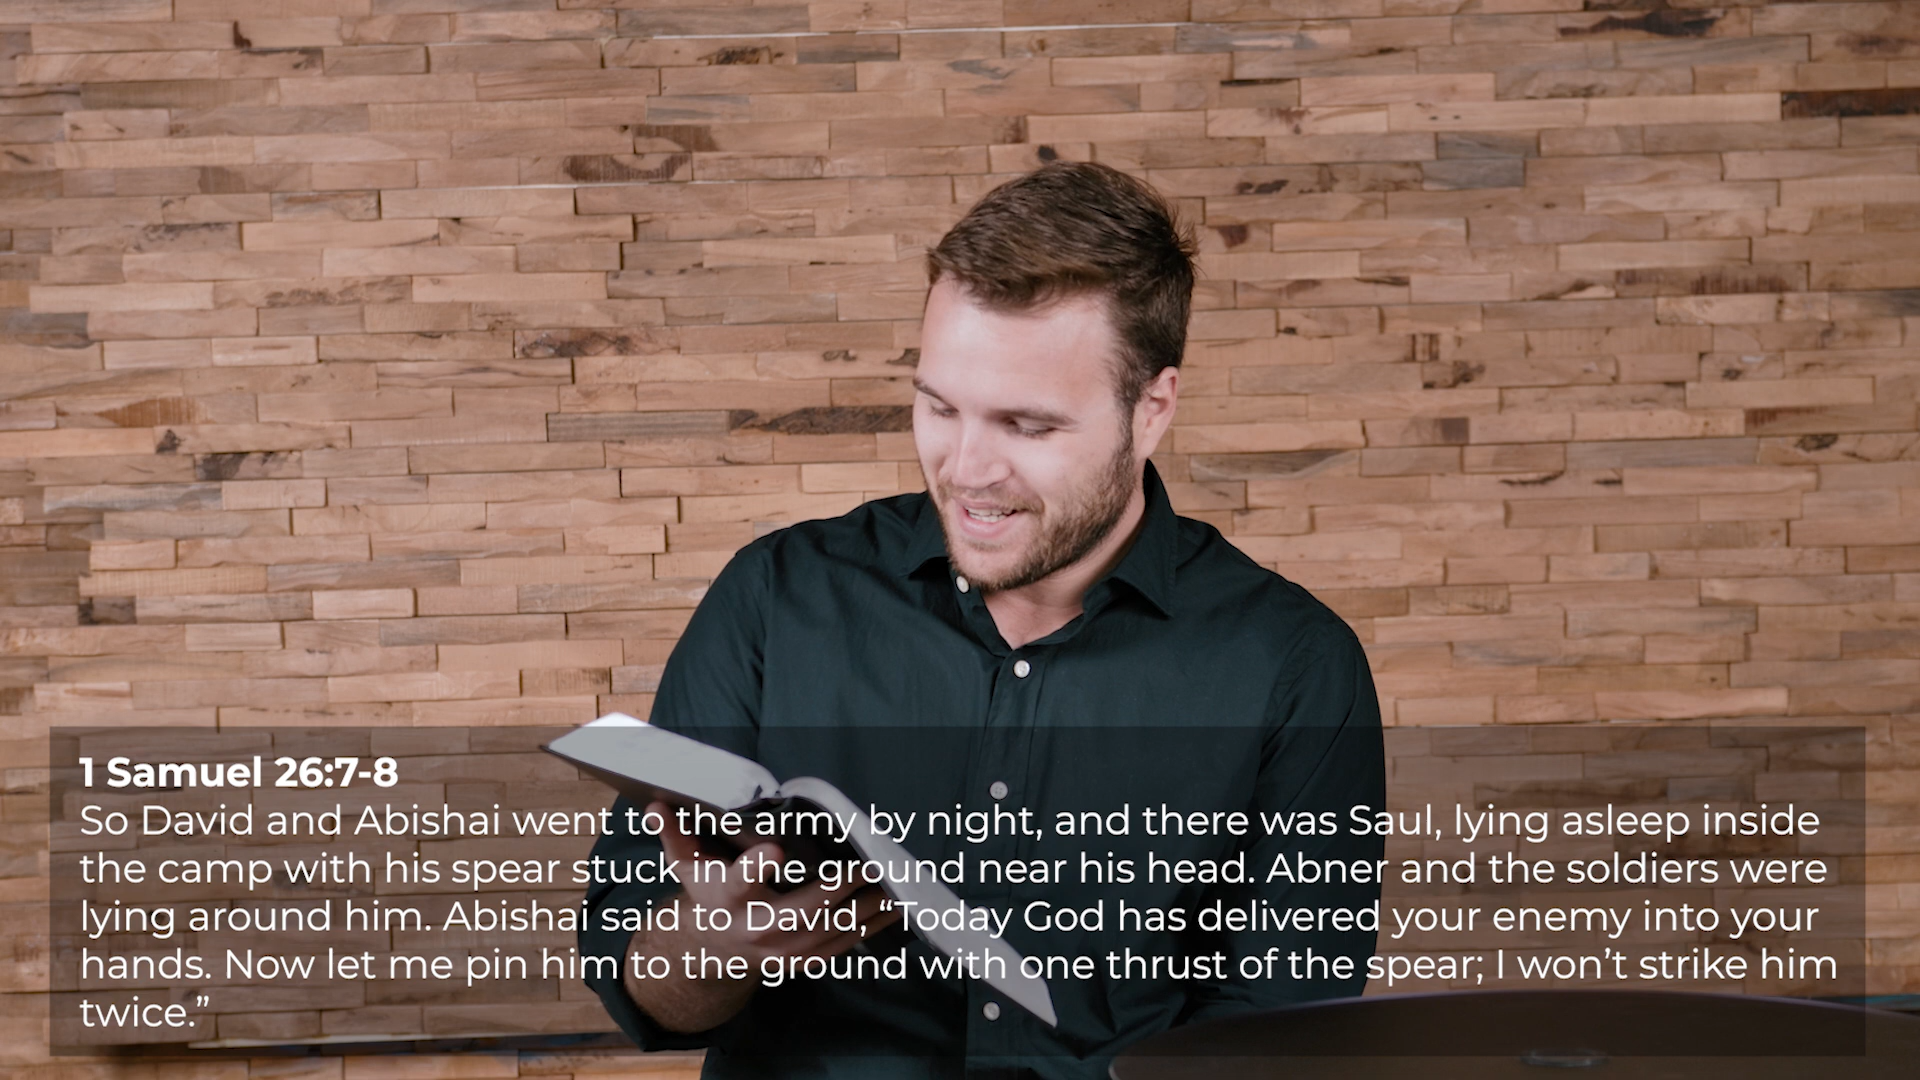 1 Samuel 26:7-8
So David and Abishai went to the army by night, and there was Saul, lying asleep inside
the camp with his spear stuck in the ground near his head. Abner and the soldiers were
lying around him. Abishai said to David, “Today God has delivered your enemy into your
hands. Now let me pin him to the ground with one thrust of the spear; I won’t strike him
twice.”